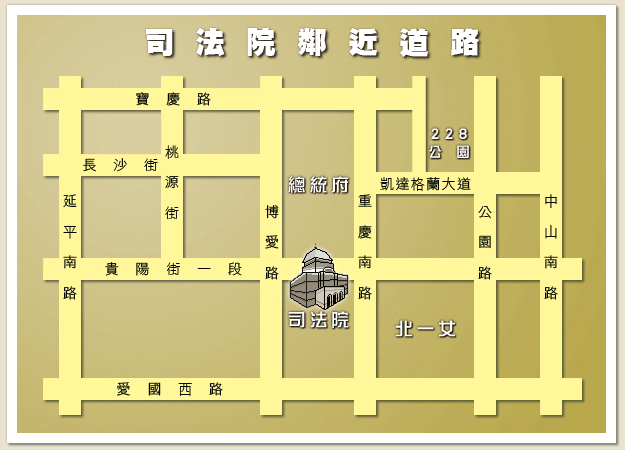 司法院鄰近道路
寶慶路
228
公園
桃源街
長沙街
總統府
凱達格蘭大道
延平南路
博愛路
重慶南路
公園路
中山南路
貴陽街一段
司法院
北一女
愛國西路